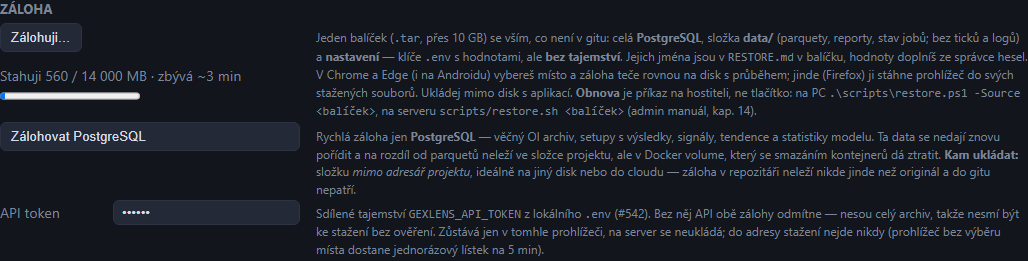 ZÁLOHA
Zálohuji...
Jeden balíček (.tar, přes 10 GB) se vším, co není v gitu: celá PostgreSQL, složka data/ (parquety, reporty, stav jobů; bez ticků a logů)
a nastavení — klíče .env s hodnotami, ale bez tajemství. Jejich jména jsou v RESTORE.md v balíčku, hodnoty doplníš ze správce hesel.
Stahuji 560 / 14 000 MB · zbývá ~3 min
V Chrome a Edge (i na Androidu) vybereš místo a záloha teče rovnou na disk s průběhem; jinde (Firefox) ji stáhne prohlížeč do svých
stažených souborů. Ukládej mimo disk s aplikací. Obnova je příkaz na hostiteli, ne tlačítko: na PC .\scripts\restore.ps1 -Source
<balíček>, na serveru scripts/restore.sh <balíček> (admin manuál, kap. 14).
Zálohovat PostgreSQL
Rychlá záloha jen PostgreSQL — věčný OI archiv, setupy s výsledky, signály, tendence a statistiky modelu. Ta data se nedají znovu
pořídit a na rozdíl od parquetů neleží ve složce projektu, ale v Docker volume, který se smazáním kontejnerů dá ztratit. Kam ukládat:
složku mimo adresář projektu, ideálně na jiný disk nebo do cloudu — záloha v repozitáři neleží nikde jinde než originál a do gitu
nepatří.
API token
••••••
Sdílené tajemství GEXLENS_API_TOKEN z lokálního .env (#542). Bez něj API obě zálohy odmítne — nesou celý archiv, takže nesmí být
ke stažení bez ověření. Zůstává jen v tomhle prohlížeči, na server se neukládá; do adresy stažení nejde nikdy (prohlížeč bez výběru
místa dostane jednorázový lístek na 5 min).